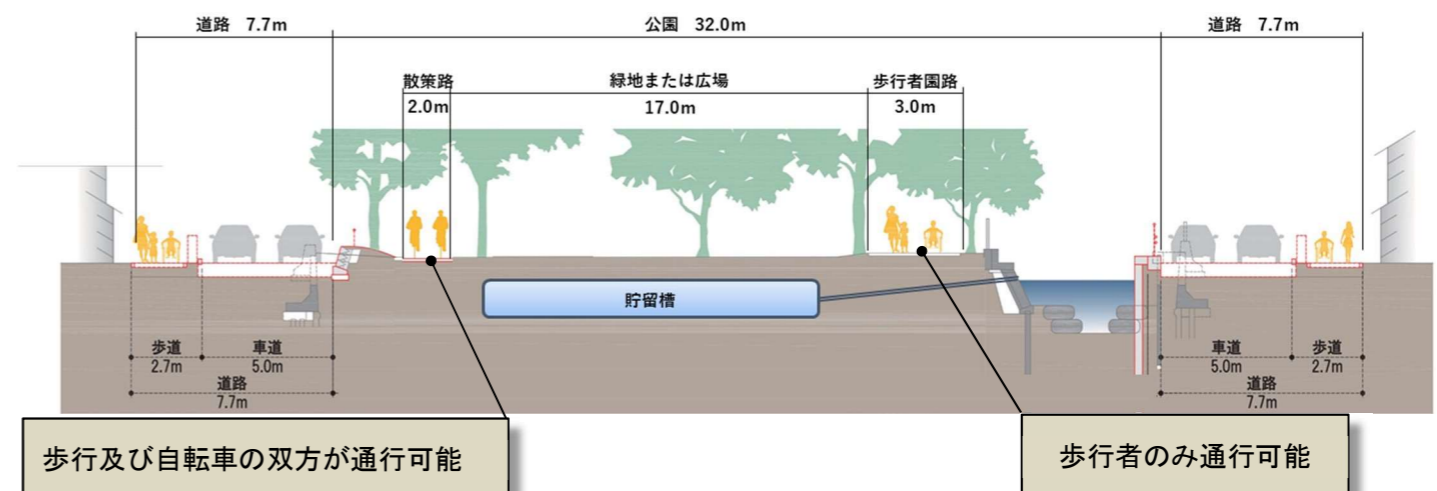 道路 7.7m
公園 32.0m
道路 7.7m
散策路
2.0m
緑地または広場
17.0m
歩行者園路
3.0m
貯留槽
歩道
2.7m
車道
5.0m
道路
7.7m
車道
5.0m
歩道
2.7m
道路
7.7m
歩行及び自転車の双方が通行可能
歩行者のみ通行可能